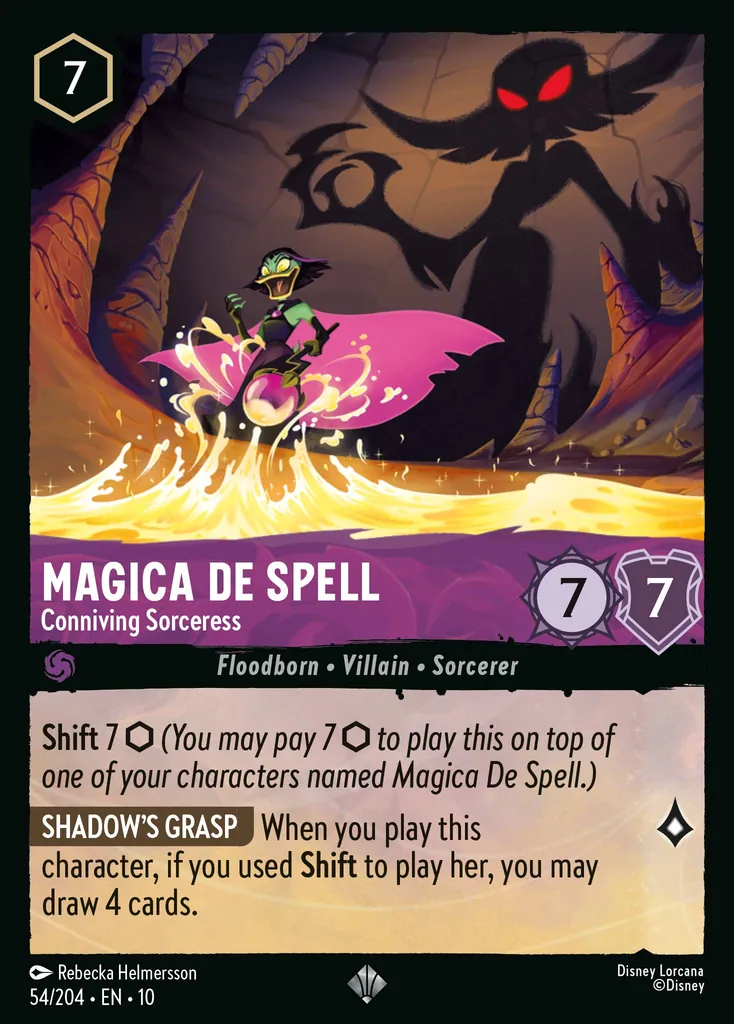 7
MAGICA DE SPELL
Conniving Sorceress
7
7
Floodborn • Villain • Sorcerer
Shift 7 ⬡ (You may pay 7 ⬡ to play this on top of
one of your characters named Magica De Spell.)
SHADOW'S GRASP When you play this
character, if you used Shift to play her, you may
draw 4 cards.
Rebecka Helmersson
54/204 • EN • 10
Disney Lorcana
©Disney